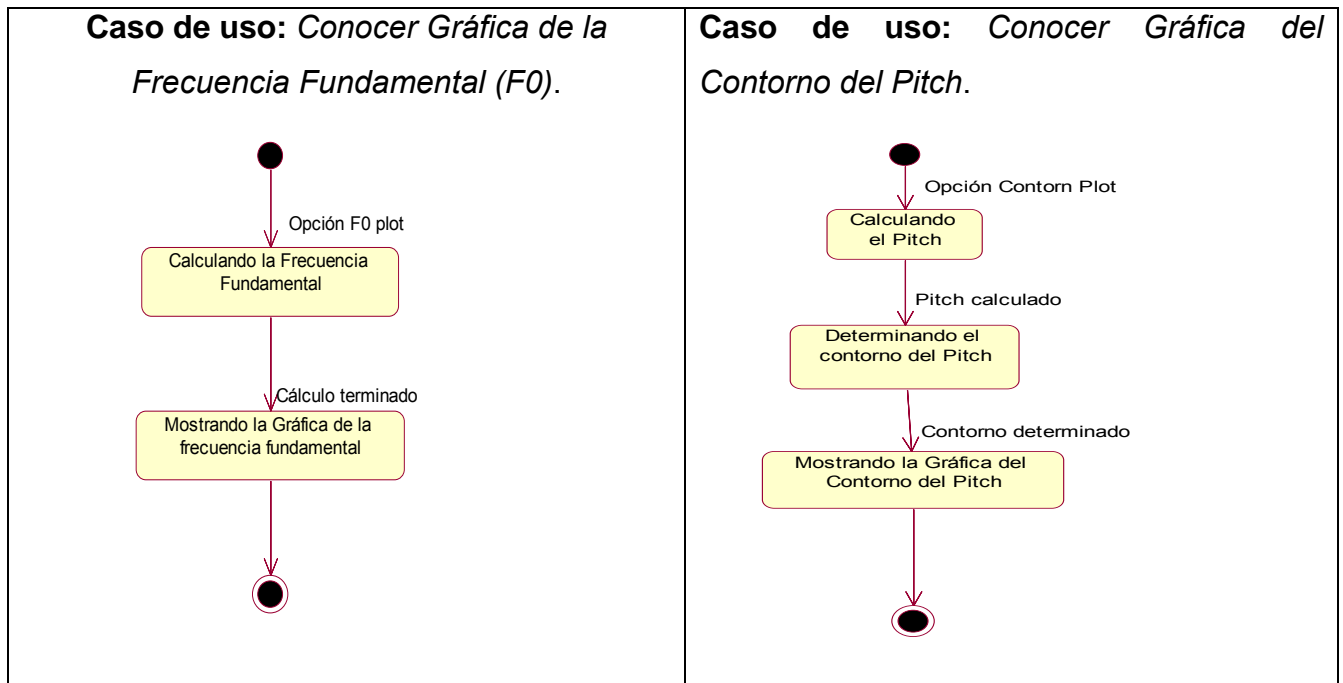 Caso de uso: Conocer Gráfica de la
Frecuencia Fundamental (F0).
Opción F0 plot
Calculando la Frecuencia
Fundamental
Cálculo terminado
Mostrando la Gráfica de la
frecuencia fundamental
Caso de uso: Conocer Gráfica del
Contorno del Pitch.
Opción Contorn Plot
Calculando
el Pitch
Pitch calculado
Determinando el
contorno del Pitch
Contorno determinado
Mostrando la Gráfica del
Contorno del Pitch